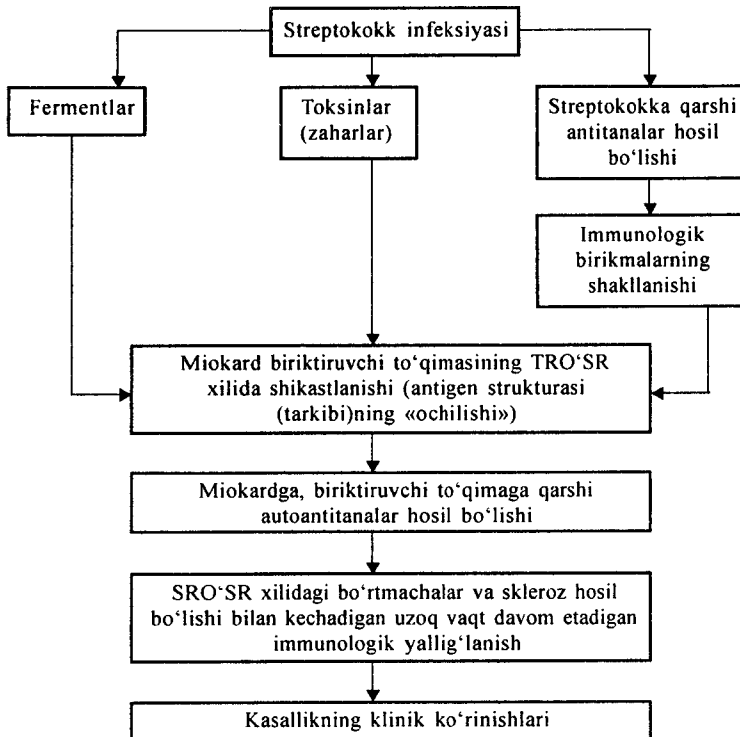 Streptokokk infeksiyasi
Fermentlar
Toksinlar
(zaharlar)
Streptokokka qarshi
antitanalar hosil
bo‘lishi
Immunologik
birikmalarning
shakllanishi
Miokard biriktiruvchi to‘qimasining TRO‘SR
xilida shikastlanishi (antigen strukturasi
(tarkibi)ning «ochilishi»)
Miokardga, biriktiruvchi to‘qimaga qarshi
autoantitanalar hosil bo‘lishi
SRO‘SR xilidagi bo‘rtmachalar va skleroz hosil
bo‘lishi bilan kechadigan uzoq vaqt davom etadigan
immunologik yallig‘lanish
Kasallikning klinik ko‘rinishlari